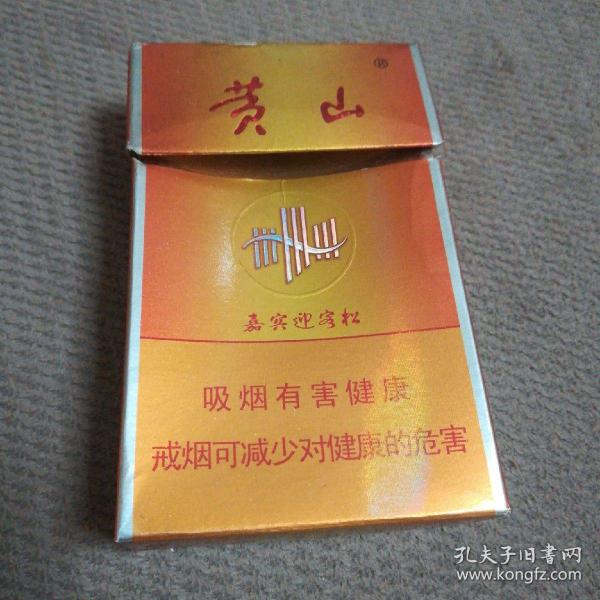 黄山®
嘉宾迎客松
吸烟有害健康
戒烟可减少对健康的危害
孔夫子旧书网
www.kongfz.com